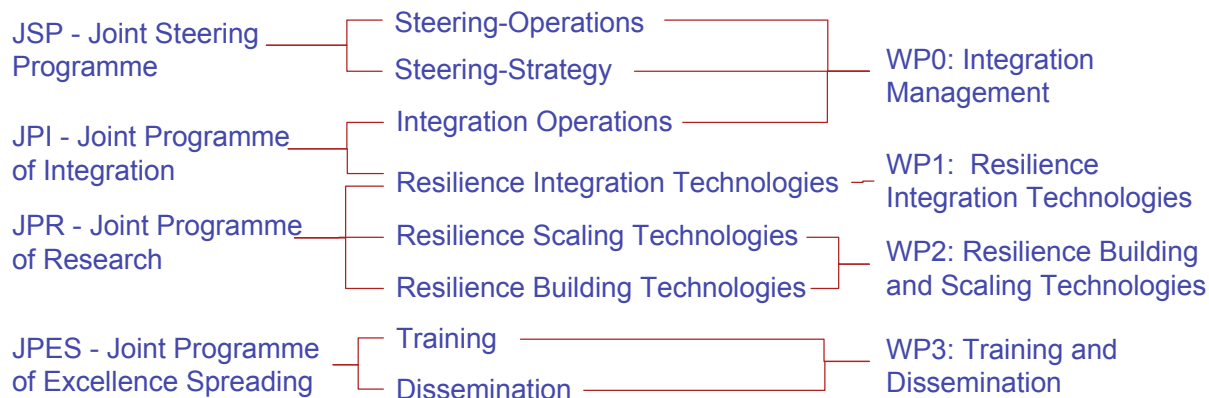 JSP - Joint Steering
Programme
JPI - Joint Programme
of Integration
JPR - Joint Programme
of Research
JPES - Joint Programme
of Excellence Spreading
Steering-Operations
Steering-Strategy
Integration Operations
Resilience Integration Technologies
Resilience Scaling Technologies
Resilience Building Technologies
Training
Dissemination
WP0: Integration
Management
WP1: Resilience
Integration Technologies
WP2: Resilience Building
and Scaling Technologies
WP3: Training and
Dissemination